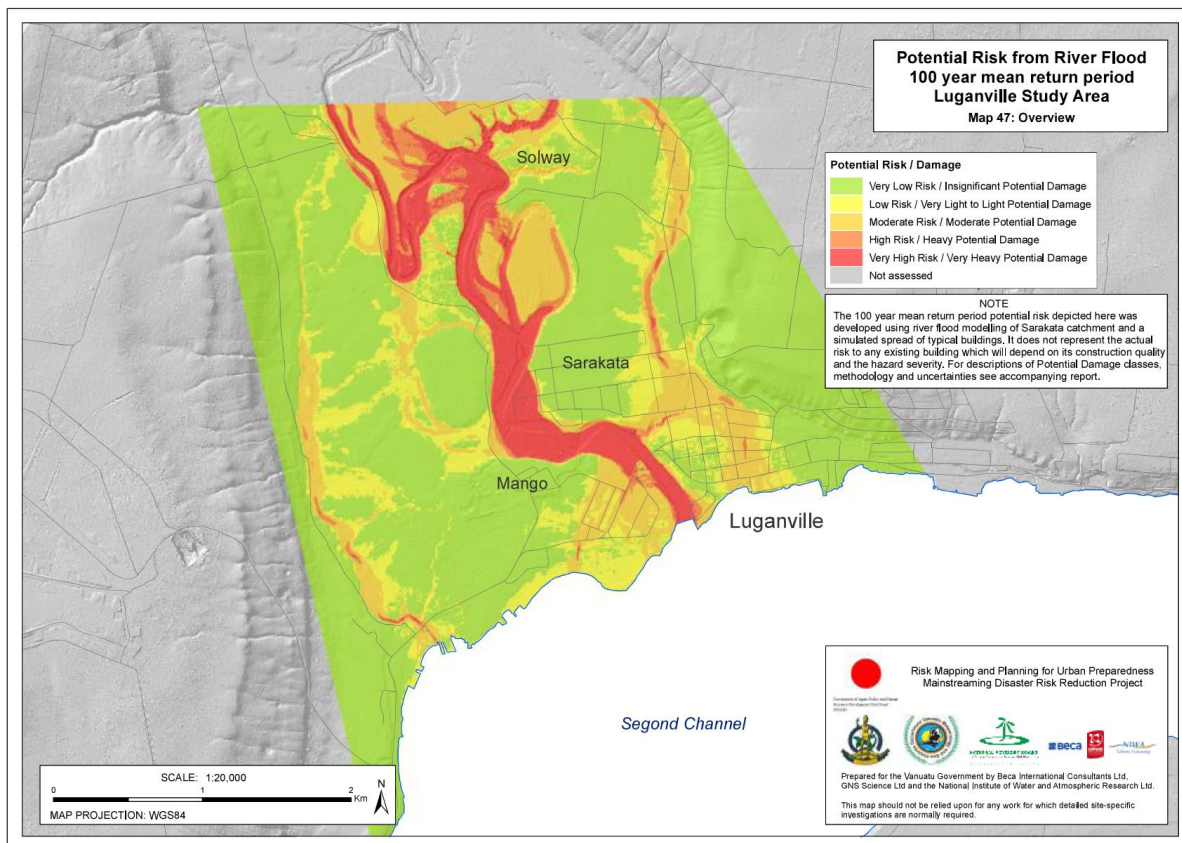 Potential Risk from River Flood
100 year mean return period
Luganville Study Area
Map 47: Overview
Potential Risk / Damage
Very Low Risk / Insignificant Potential Damage
Low Risk / Very Light to Light Potential Damage
Moderate Risk / Moderate Potential Damage
High Risk / Heavy Potential Damage
Very High Risk / Very Heavy Potential Damage
Not assessed
NOTE
The 100 year mean return period potential risk depicted here was
developed using river flood modelling of Sarakata catchment and a
simulated spread of typical buildings. It does not represent the actual
risk to any existing building which will depend on its construction quality
and the hazard severity. For descriptions of Potential Damage classes,
methodology and uncertainties see accompanying report.
Solway
Sarakata
Mango
Luganville
Segond Channel
SCALE: 1:20,000
0 1 2
Km
N
MAP PROJECTION: WGS84
Risk Mapping and Planning for Urban Preparedness
Mainstreaming Disaster Risk Reduction Project
Beca
NIWA
Prepared for the Vanuatu Government by Beca International Consultants Ltd,
GNS Science Ltd and the National Institute of Water and Atmospheric Research Ltd.
This map should not be relied upon for any work for which detailed site-specific
investigations are normally required.